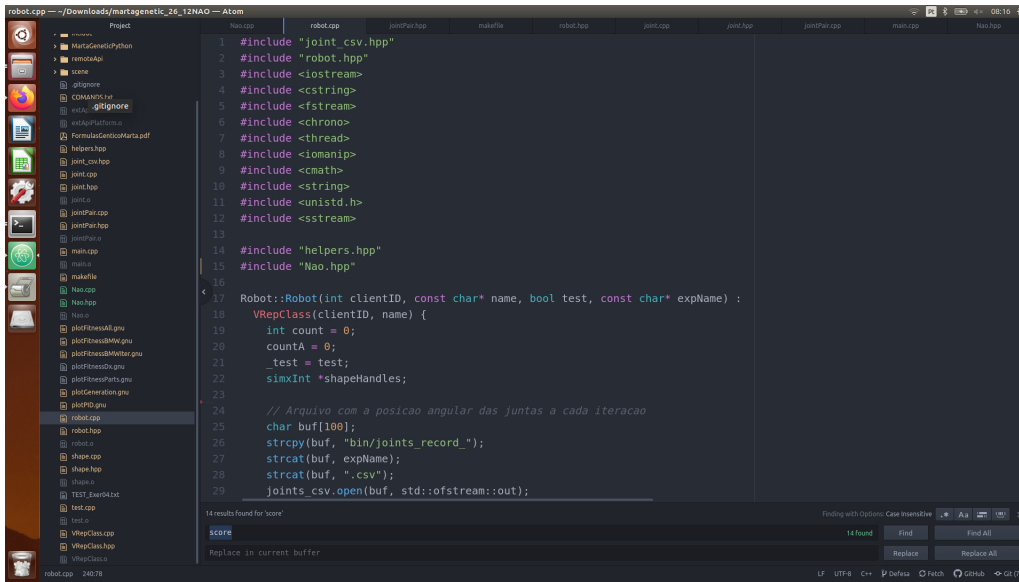 robot.cpp — ~/Downloads/martagenetic_26_12NAO — Atom
Pt
08:16
Project
Nao.cpp
robot.cpp
jointPair.hpp
makefile
robot.hpp
joint.cpp
joint.hpp
jointPair.cpp
main.cpp
Nao.hpp
MartaGeneticPython
remoteApi
scene
.gitignore
COMANDS.txt
.gitignore
extApiPlatform.o
FormulasGenticoMarta.pdf
helpers.hpp
joint_csv.hpp
joint.cpp
joint.hpp
joint.o
jointPair.cpp
jointPair.hpp
jointPair.o
main.cpp
main.o
makefile
Nao.cpp
Nao.hpp
Nao.o
plotFitnessAll.gnu
plotFitnessBMW.gnu
plotFitnessBMWIter.gnu
plotFitnessDx.gnu
plotFitnessParts.gnu
plotGeneration.gnu
plotPID.gnu
robot.cpp
robot.hpp
robot.o
shape.cpp
shape.hpp
shape.o
TEST_Exer04.txt
test.cpp
test.o
VRepClass.cpp
VRepClass.hpp
VRepClass.o
1 #include "joint_csv.hpp"
2 #include "robot.hpp"
3 #include <iostream>
4 #include <cstring>
5 #include <fstream>
6 #include <chrono>
7 #include <thread>
8 #include <iomanip>
9 #include <cmath>
10 #include <string>
11 #include <unistd.h>
12 #include <sstream>
13
14 #include "helpers.hpp"
15 #include "Nao.hpp"
16
17 Robot::Robot(int clientID, const char* name, bool test, const char* expName) :
18 VRepClass(clientID, name) {
19 int count = 0;
20 countA = 0;
21 _test = test;
22 simxInt *shapeHandles;
23
24 // Arquivo com a posicao angular das juntas a cada iteracao
25 char buf[100];
26 strcpy(buf, "bin/joints_record_");
27 strcat(buf, expName);
28 strcat(buf, ".csv");
29 joints_csv.open(buf, std::ofstream::out);
14 results found for 'score'
Finding with Options: Case Insensitive
.*
Aa
score
14 found
Find
Find All
Replace in current buffer
Replace
Replace All
robot.cpp 240:78
LF UTF-8 C++ Defesa Fetch GitHub Git